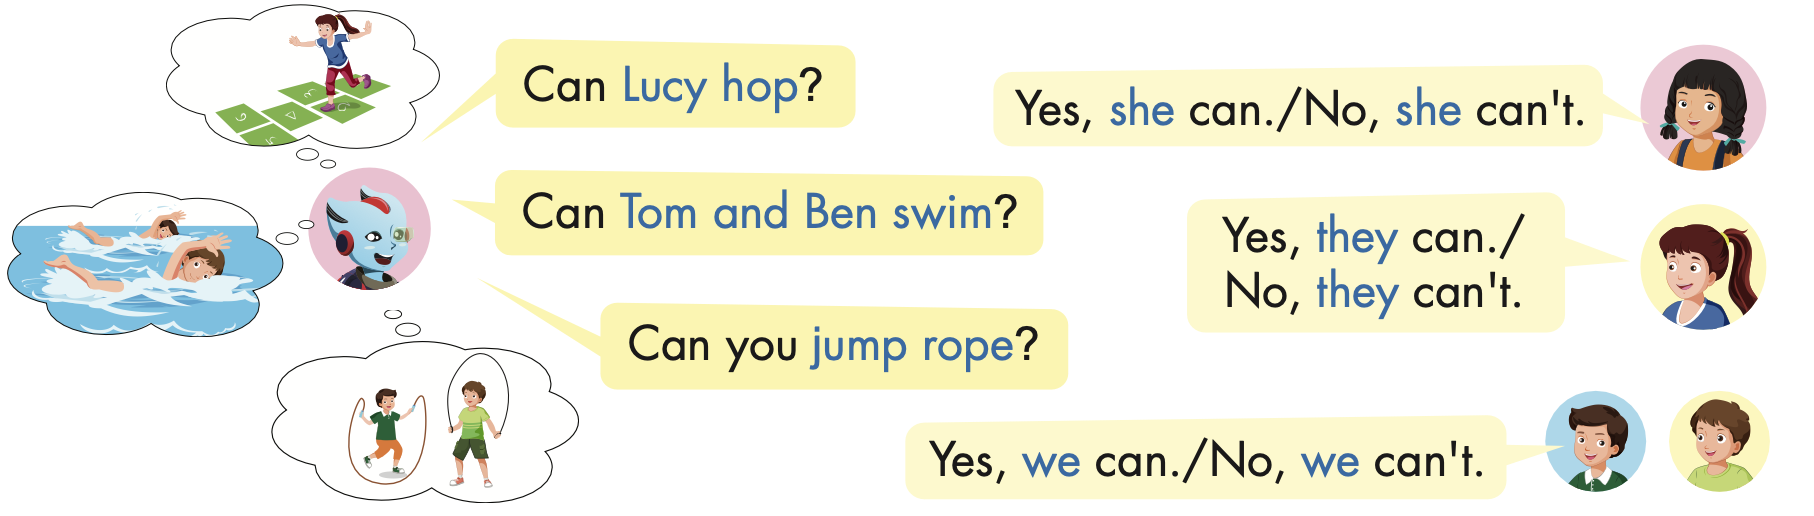 Can Lucy hop?
Yes, she can./No, she can't.
Can Tom and Ben swim?
Yes, they can./
No, they can't.
Can you jump rope?
Yes, we can./No, we can't.